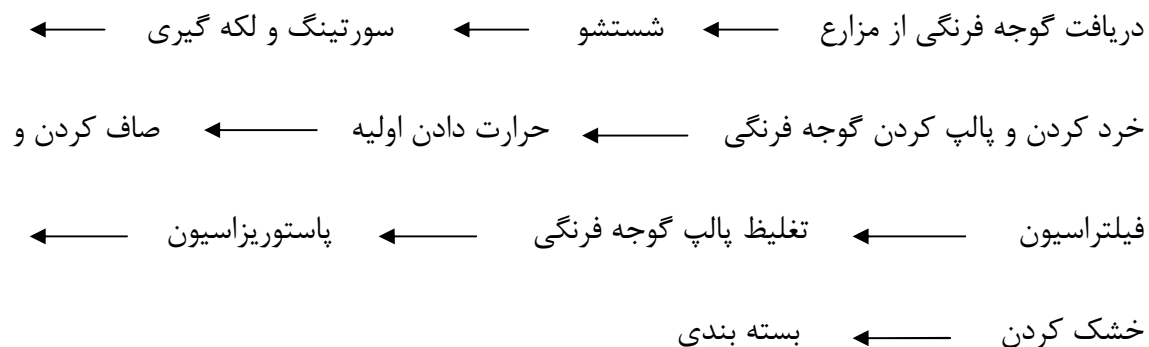 دریافت گوجه فرنگی از مزارع ← شستشو ← سورتینگ و لکه گیری ←
خرد کردن و پالپ کردن گوجه فرنگی ← حرارت دادن اولیه ← صاف کردن و
فیلتراسیون ← تغلیظ پالپ گوجه فرنگی ← پاستوریزاسیون ←
خشک کردن ← بسته بندی